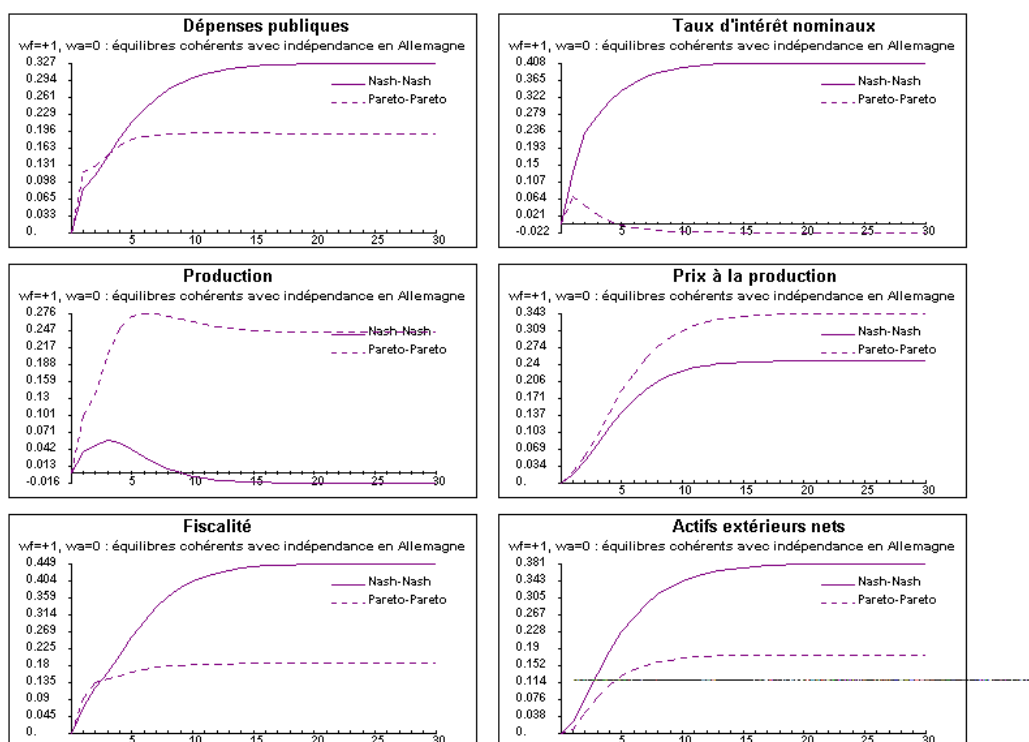 Dépenses publiques
wf=+1, wa=0 : équilibres cohérents avec indépendance en Allemagne
0.327
0.294
0.261
0.229
0.196
0.163
0.131
0.098
0.065
0.033
0.
Nash-Nash
Pareto-Pareto
5 10 15 20 25 30
Taux d'intérêt nominaux
wf=+1, wa=0 : équilibres cohérents avec indépendance en Allemagne
0.408
0.365
0.322
0.279
0.236
0.193
0.15
0.107
0.064
0.021
-0.022
Nash-Nash
Pareto-Pareto
5 10 15 20 25 30
Production
wf=+1, wa=0 : équilibres cohérents avec indépendance en Allemagne
0.276
0.247
0.217
0.188
0.159
0.13
0.101
0.071
0.042
0.013
-0.016
Nash-Nash
Pareto-Pareto
5 10 15 20 25 30
Prix à la production
wf=+1, wa=0 : équilibres cohérents avec indépendance en Allemagne
0.343
0.309
0.274
0.24
0.206
0.171
0.137
0.103
0.069
0.034
0.
Nash-Nash
Pareto-Pareto
5 10 15 20 25 30
Fiscalité
wf=+1, wa=0 : équilibres cohérents avec indépendance en Allemagne
0.449
0.404
0.359
0.314
0.269
0.225
0.18
0.135
0.09
0.045
0.
Nash-Nash
Pareto-Pareto
5 10 15 20 25 30
Actifs extérieurs nets
wf=+1, wa=0 : équilibres cohérents avec indépendance en Allemagne
0.381
0.343
0.305
0.267
0.228
0.19
0.152
0.114
0.076
0.038
0.
Nash-Nash
Pareto-Pareto
5 10 15 20 25 30